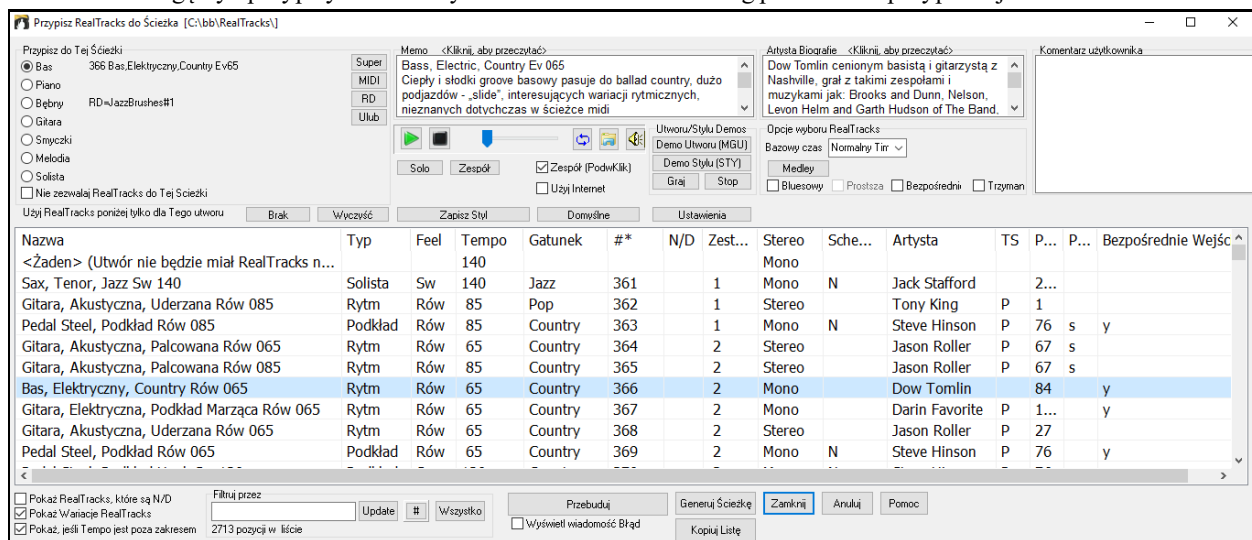 Przypisz RealTracks do Ścieżka [C:\bb\RealTracks\]
Przypisz do Tej Śćieżki
Bas 366 Bas,Elektryczny,Country Ev65
Piano
Bębny RD=JazzBrushes#1
Gitara
Smyczki
Melodia
Solista
Nie zezwalaj RealTracks do Tej Scieżki
Super
MIDI
RD
Ulub
Memo <Kliknij, aby przeczytać>
Bass, Electric, Country Ev 065
Ciepły i słodki groove basowy pasuje do ballad country, dużo
podjazdów - „slide”, interesujących wariacji rytmicznych,
nieznanych dotychczas w ścieżce midi
Artysta Biografie <Kliknij, aby przeczytać>
Dow Tomlin cenionym basistą i gitarzystą z
Nashville, grał z takimi zespołami i
muzykami jak: Brooks and Dunn, Nelson,
Levon Helm and Garth Hudson of The Band.
Komentarz użytkownika
Solo Zespół Zespół (PodwKlik)
Użyj Internet
Utworu/Stylu Demos
Demo Utworu (MGU)
Demo Stylu (STY)
Graj Stop
Opcje wyboru RealTracks
Bazowy czas Normalny Tin
Medley
Bluesowy Prostsza Bezpośredni Trzyman
Użyj RealTracks poniżej tylko dla Tego utworu Brak Wyczyść Zapisz Styl Domyślne Ustawienia
Nazwa Typ Feel Tempo Gatunek #* N/D Zest... Stereo Sche... Artysta TS P... P... Bezpośrednie Wejśc
<Żaden> (Utwór nie będzie miał RealTracks n... 140 Mono
Sax, Tenor, Jazz Sw 140 Solista Sw 140 Jazz 361 1 Mono N Jack Stafford 2...
Gitara, Akustyczna, Uderzana Rów 085 Rytm Rów 85 Pop 362 1 Stereo Tony King P 1
Pedal Steel, Podkład Rów 085 Podkład Rów 85 Country 363 1 Mono N Steve Hinson P 76 s y
Gitara, Akustyczna, Palcowana Rów 065 Rytm Rów 65 Country 364 2 Stereo Jason Roller P 67 s
Gitara, Akustyczna, Palcowana Rów 085 Rytm Rów 85 Country 365 2 Stereo Jason Roller P 67 s
Bas, Elektryczny, Country Rów 065 Rytm Rów 65 Country 366 2 Mono Dow Tomlin 84 y
Gitara, Elektryczna, Podkład Marząca Rów 065 Rytm Rów 65 Country 367 2 Mono Darin Favorite P 1... y
Gitara, Akustyczna, Uderzana Rów 065 Rytm Rów 65 Country 368 2 Stereo Jason Roller P 27
Pedal Steel, Podkład Rów 065 Podkład Rów 65 Country 369 2 Mono N Steve Hinson P 76 y
Pokaż RealTracks, które są N/D
Pokaż Wariacje RealTracks
Pokaż, jeśli Tempo jest poza zakresem
Filtruj przez
Update # Wszystko
2713 pozycji w liście
Przebuduj
Wyświetl wiadomość Błąd
Generuj Ścieżkę Zamknij Anuluj Pomoc
Kopiuj Listę